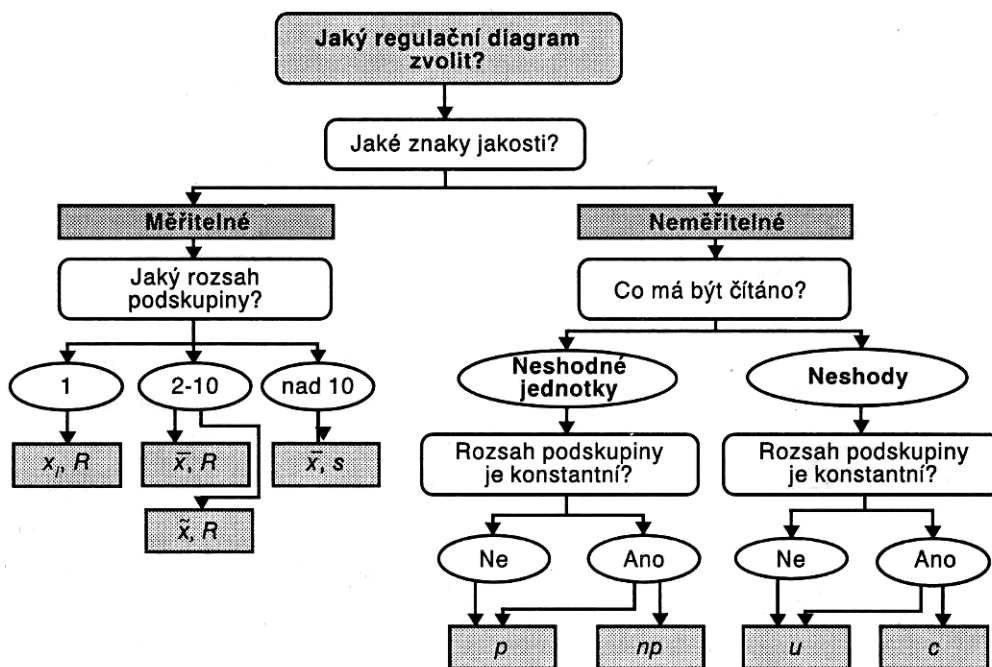 Jaký regulační diagram
zvolit?
Jaké znaky jakosti?
Měřitelné
Neměřitelné
Jaký rozsah
podskupiny?
Co má být čítáno?
1
2-10
nad 10
Neshodné
jednotky
Neshody
xᵢ, R
x̅, R
x̅, s
x̃, R
Rozsah podskupiny
je konstantní?
Rozsah podskupiny
je konstantní?
Ne
Ano
Ne
Ano
p
np
u
c